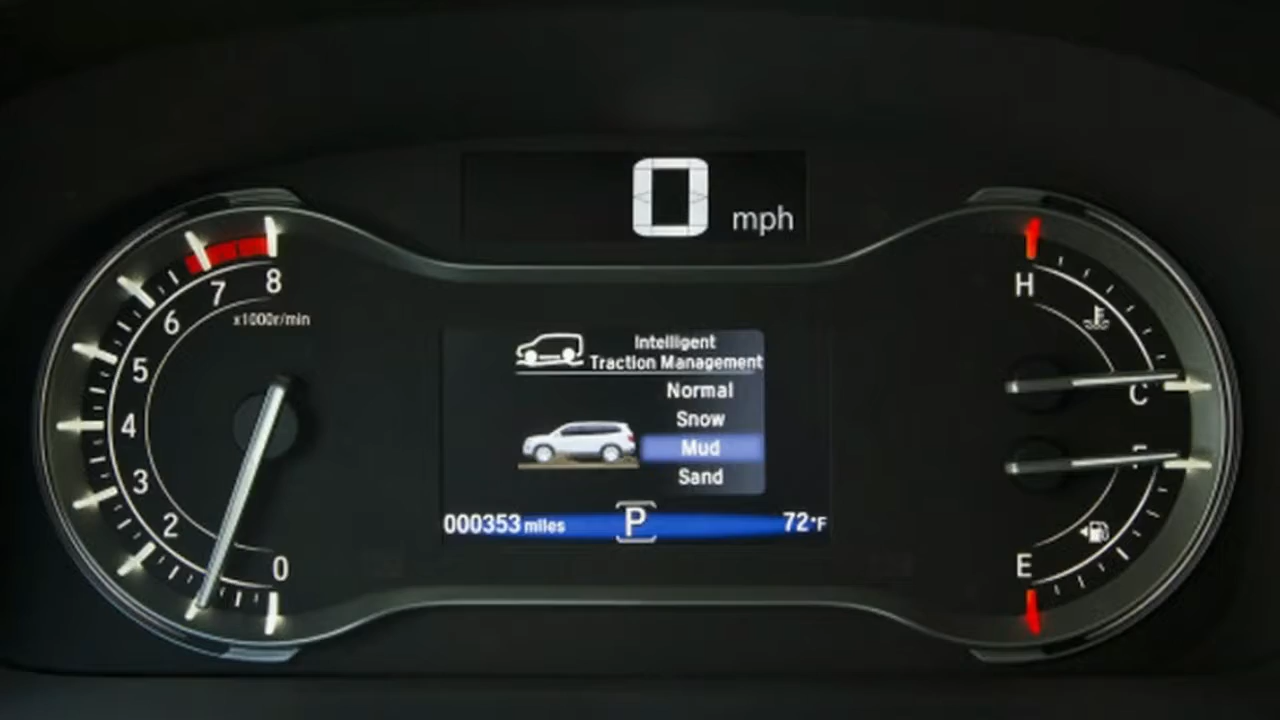 0 mph
8
7
6
x1000r/min
5
4
3
2
0
Intelligent
Traction Management
Normal
Snow
Mud
Sand
000353 miles P 72°F
H
C
E